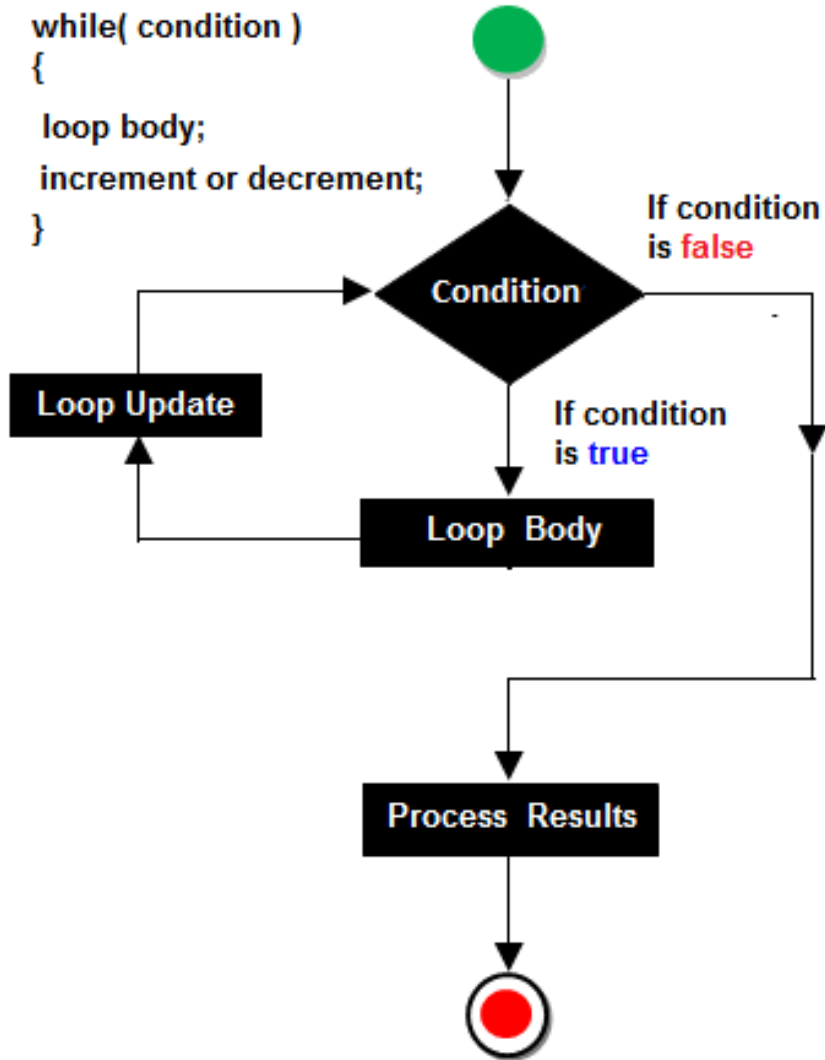 while( condition )
{
loop body;
increment or decrement;
}
If condition
is false
Condition
Loop Update
If condition
is true
Loop Body
Process Results